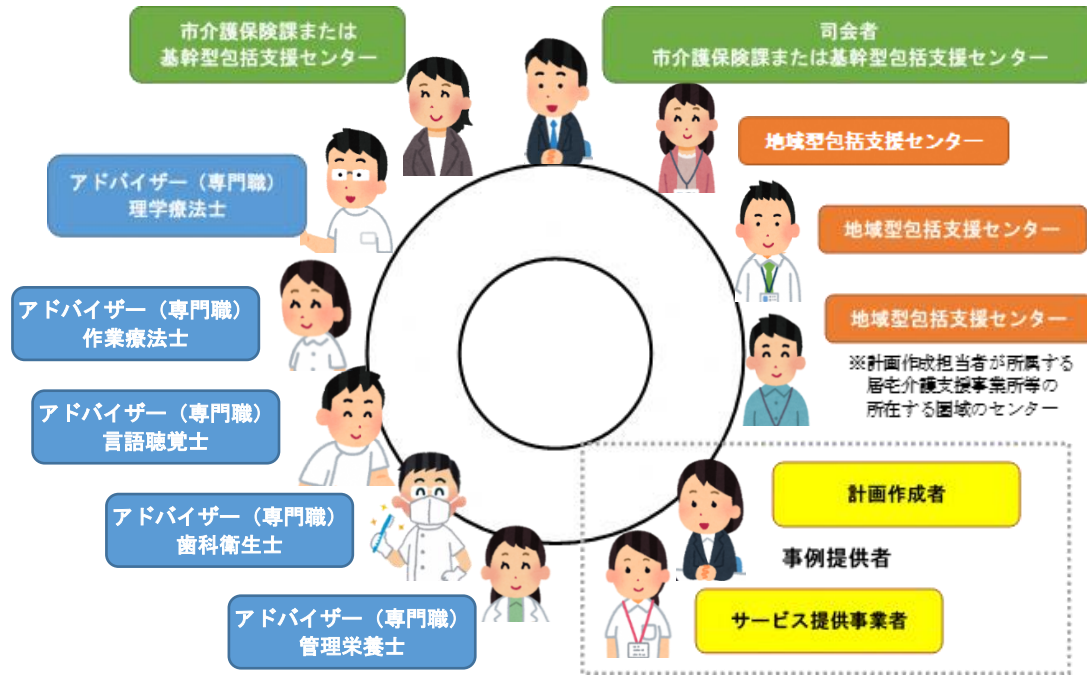 市介護保険課または
基幹型包括支援センター
司会者
市介護保険課または基幹型包括支援センター
地域型包括支援センター
アドバイザー（専門職）
理学療法士
地域型包括支援センター
アドバイザー（専門職）
作業療法士
地域型包括支援センター
※計画作成担当者が所属する
居宅介護支援事業所等の
所在する圏域のセンター
アドバイザー（専門職）
言語聴覚士
計画作成者
アドバイザー（専門職）
歯科衛生士
事例提供者
サービス提供事業者
アドバイザー（専門職）
管理栄養士